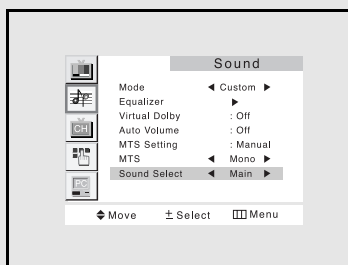 Sound
Mode ◀ Custom ▶
Equalizer ▶
Virtual Dolby : Off
Auto Volume : Off
MTS Setting : Manual
MTS ◀ Mono ▶
Sound Select ◀ Main ▶
CH
PC
Move ± Select Menu